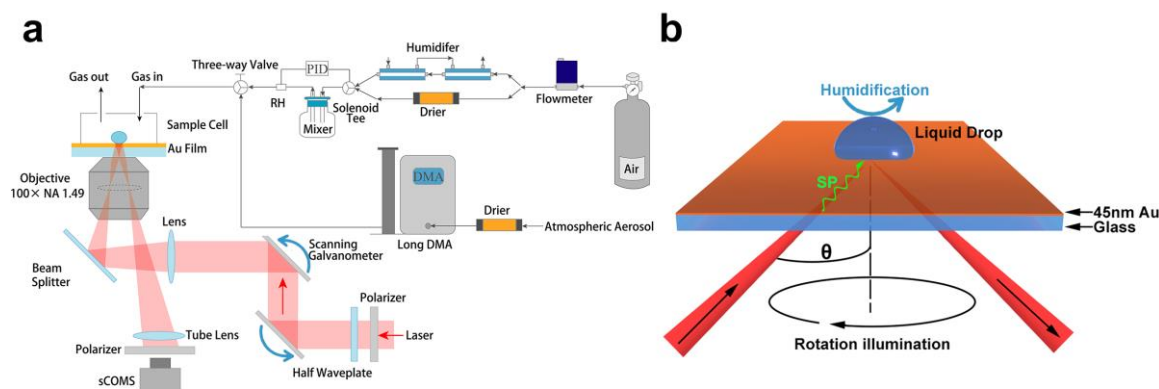 a
Humidifer
Three-way Valve
Gas out
Gas in
PID
RH
Solenoid
Tee
Flowmeter
Drier
Mixer
Sample Cell
Au Film
Air
Objective
100× NA 1.49
DMA
Drier
Lens
Scanning
Galvanometer
Long DMA
Atmospheric Aerosol
Beam
Splitter
Polarizer
Tube Lens
Laser
Polarizer
Half Waveplate
sCOMS
b
Humidification
Liquid Drop
SP
45nm Au
Glass
θ
Rotation illumination